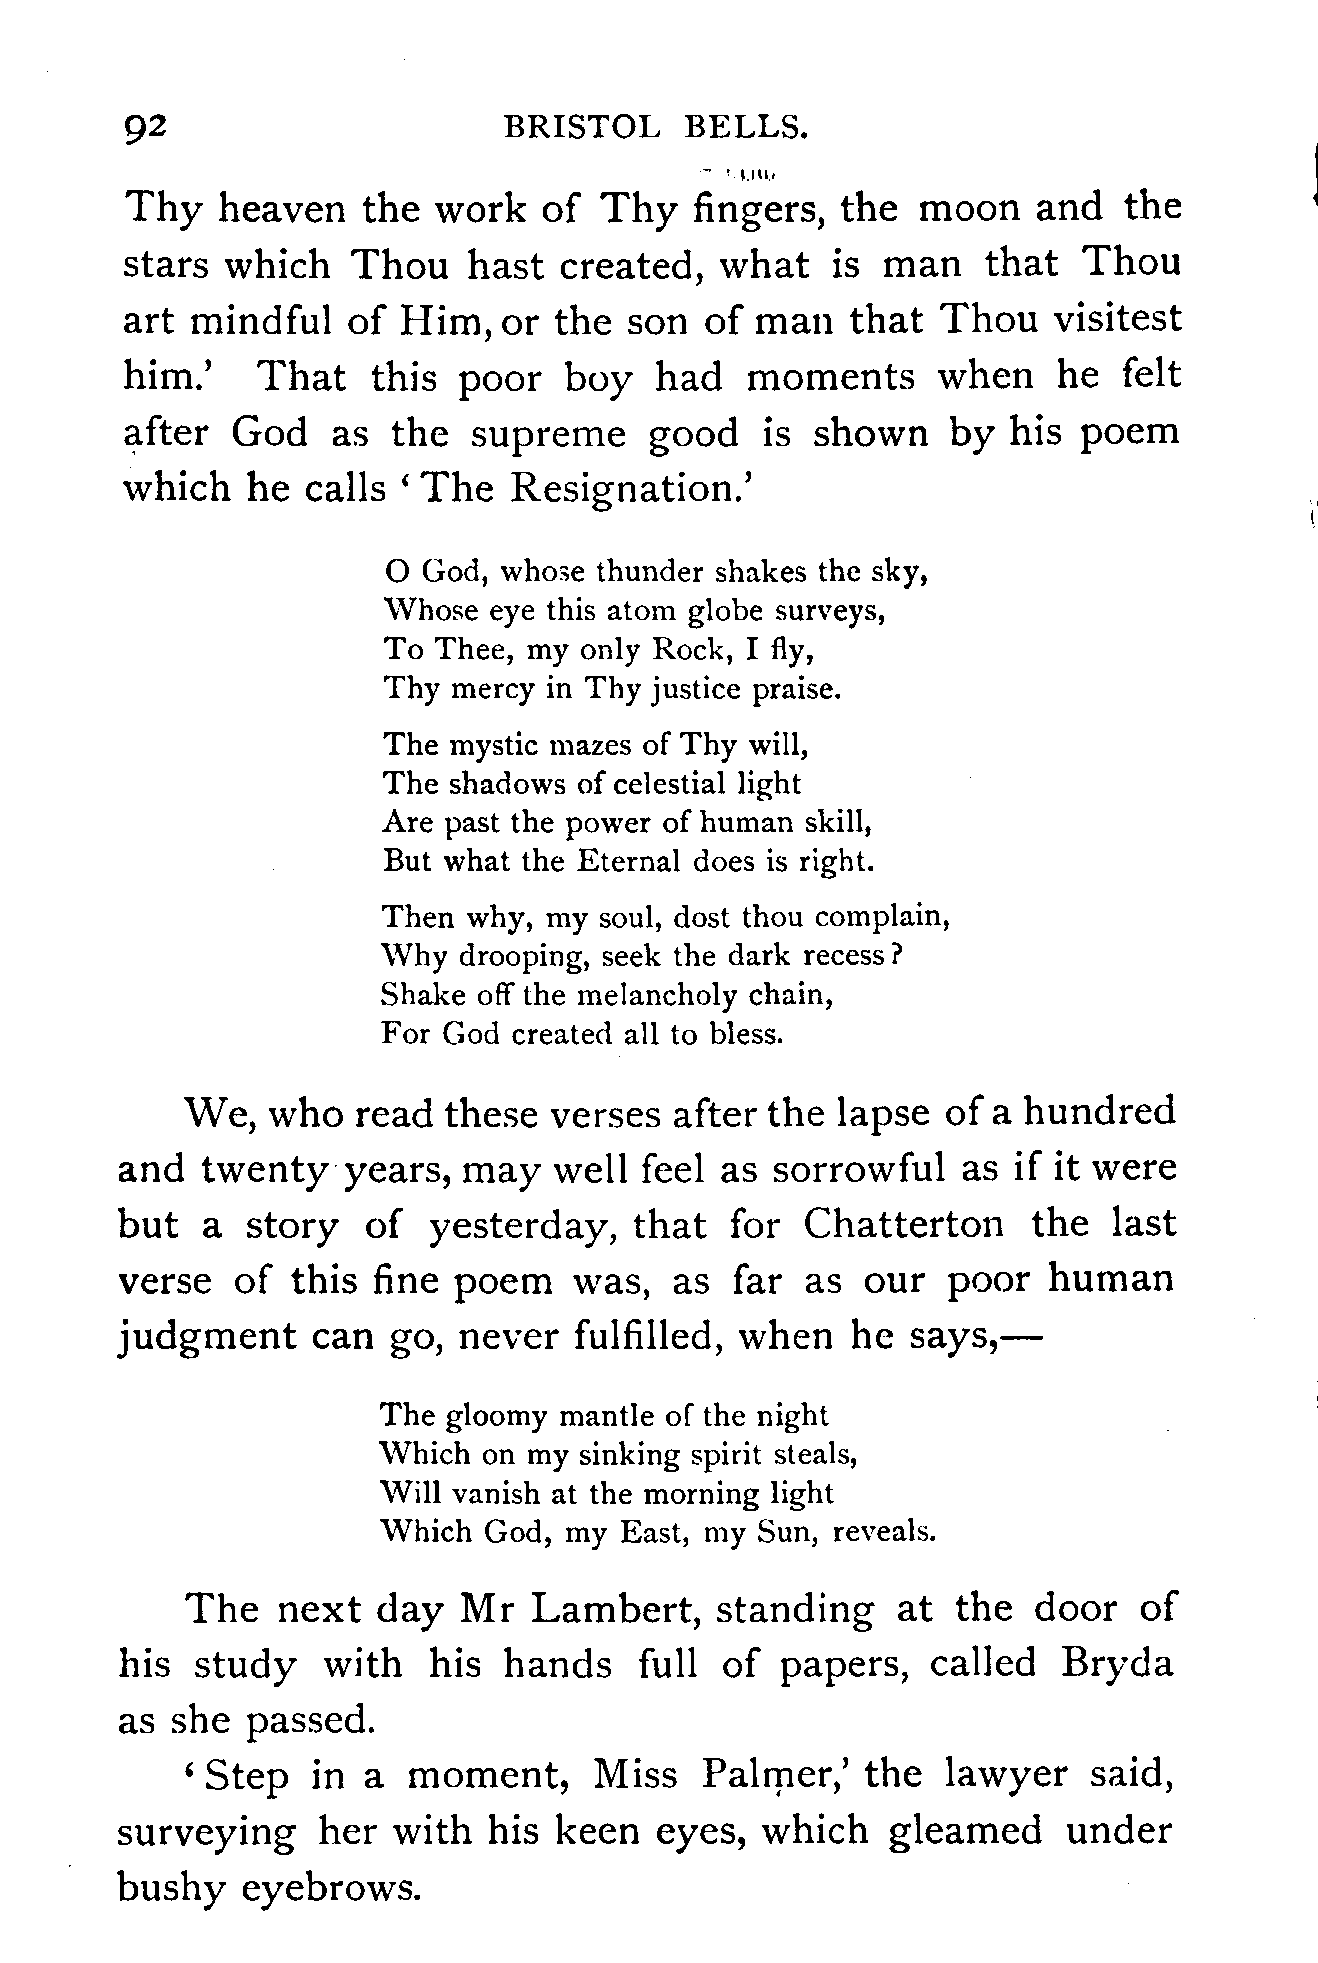 92 BRISTOL BELLS.
Thy heaven the work of Thy fingers, the moon and the
stars which Thou hast created, what is man that Thou
art mindful of Him, or the son of man that Thou visitest
him.’ That this poor boy had moments when he felt
after God as the supreme good is shown by his poem
which he calls ‘ The Resignation.’
O God, whose thunder shakes the sky,
Whose eye this atom globe surveys,
To Thee, my only Rock, I fly,
Thy mercy in Thy justice praise.
The mystic mazes of Thy will,
The shadows of celestial light
Are past the power of human skill,
But what the Eternal does is right.
Then why, my soul, dost thou complain,
Why drooping, seek the dark recess?
Shake off the melancholy chain,
For God created all to bless.
We, who read these verses after the lapse of a hundred
and twenty years, may well feel as sorrowful as if it were
but a story of yesterday, that for Chatterton the last
verse of this fine poem was, as far as our poor human
judgment can go, never fulfilled, when he says,—
The gloomy mantle of the night
Which on my sinking spirit steals,
Will vanish at the morning light
Which God, my East, my Sun, reveals.
The next day Mr Lambert, standing at the door of
his study with his hands full of papers, called Bryda
as she passed.
‘ Step in a moment, Miss Palmer,’ the lawyer said,
surveying her with his keen eyes, which gleamed under
bushy eyebrows.